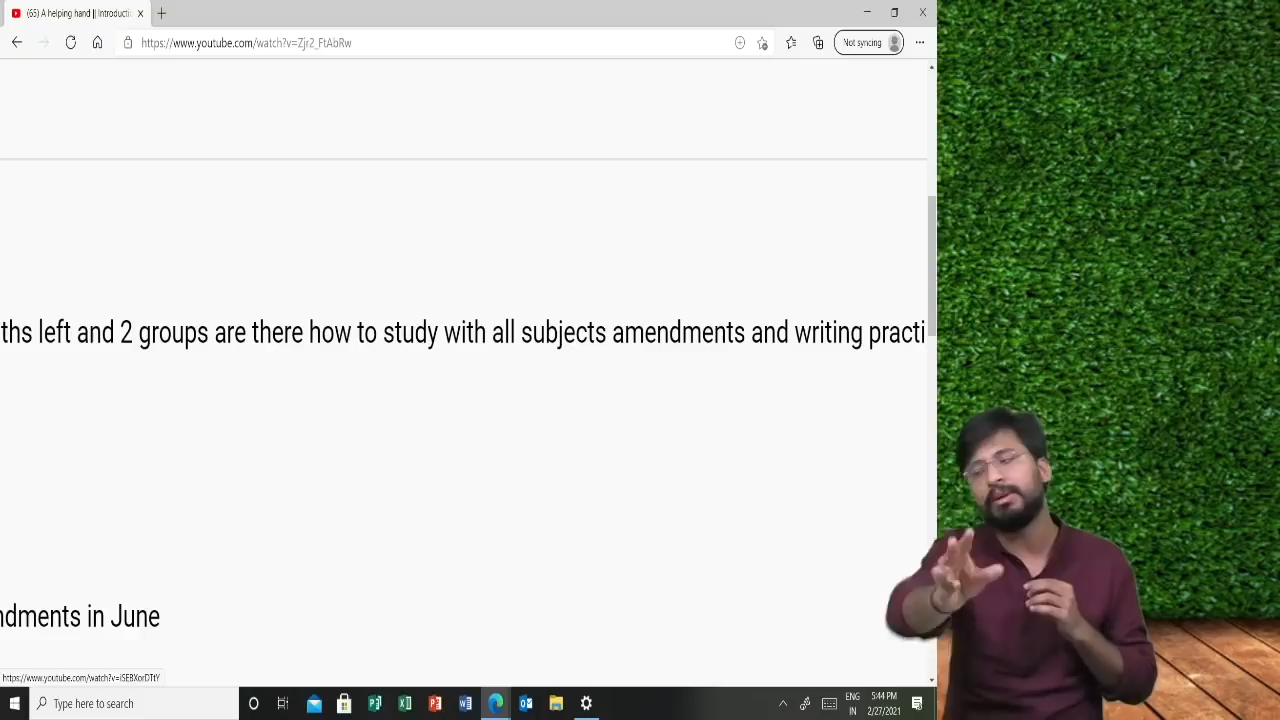 (65) A helping hand || Introducti
https://www.youtube.com/watch?v=Zjr2_FtAbRw
Not syncing
ths left and 2 groups are there how to study with all subjects amendments and writing practi
ndments in June
https://www.youtube.com/watch?v=iSEBXorDTtY
Type here to search
ENG
IN
5:44 PM
2/27/2021